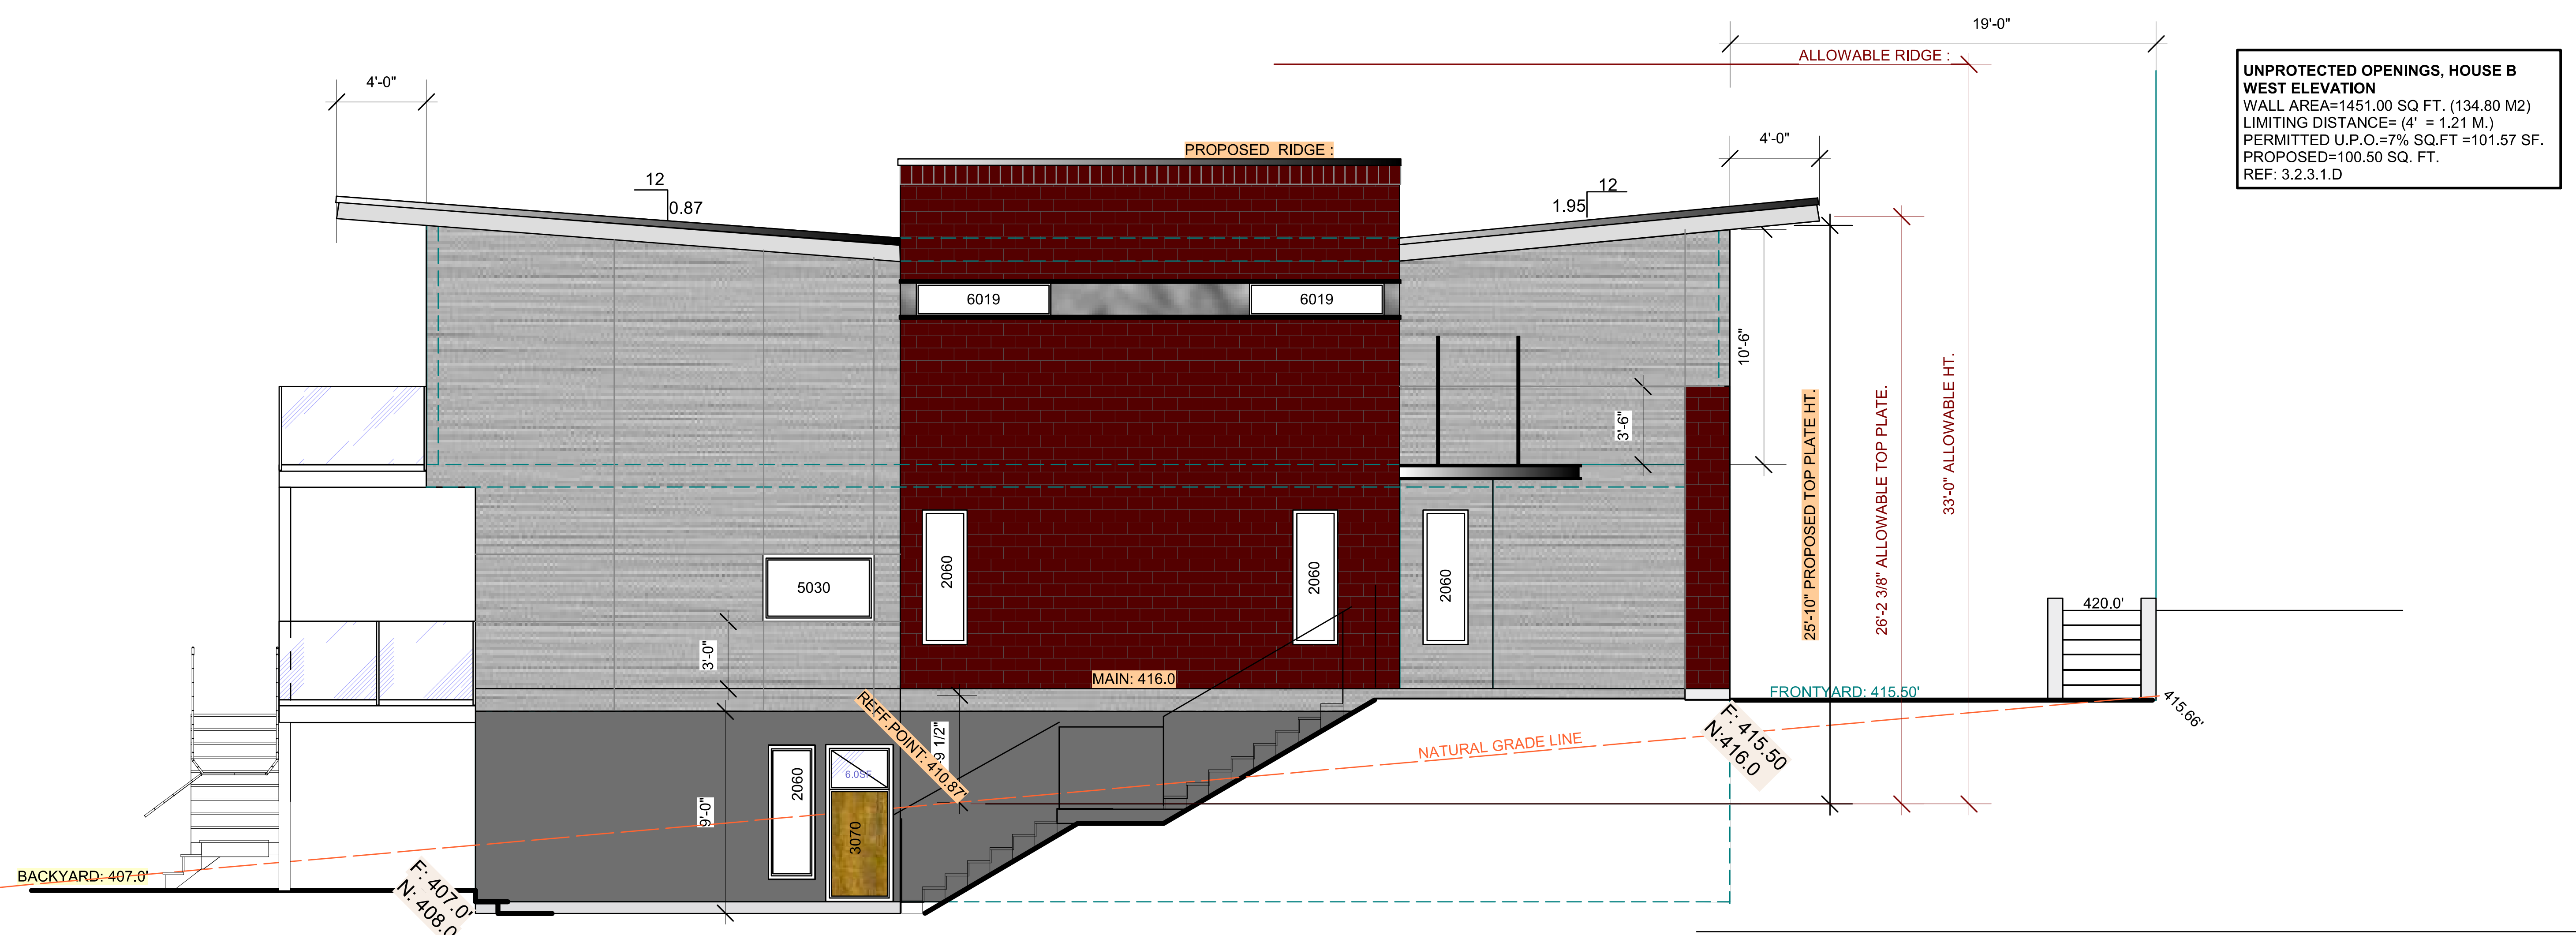 19'-0"
ALLOWABLE RIDGE :
UNPROTECTED OPENINGS, HOUSE B
WEST ELEVATION
WALL AREA=1451.00 SQ FT. (134.80 M2)
LIMITING DISTANCE= (4' = 1.21 M.)
PERMITTED U.P.O.=7% SQ.FT =101.57 SF.
PROPOSED=100.50 SQ. FT.
REF: 3.2.3.1.D
4'-0"
4'-0"
PROPOSED RIDGE :
12
0.87
12
1.95
6019
6019
10'-6"
3'-6"
25'-10" PROPOSED TOP PLATE HT.
26'-2 3/8" ALLOWABLE TOP PLATE.
33'-0" ALLOWABLE HT.
2060
2060
2060
5030
420.0'
3'-0"
MAIN: 416.0
FRONTYARD: 415.50'
415.66'
REFF.POINT: 410.87'
9 1/2"
NATURAL GRADE LINE
F: 415.50
N:416.0
2060
6.0SF
3070
9'-0"
BACKYARD: 407.0'
F: 407.0'
N: 408.0